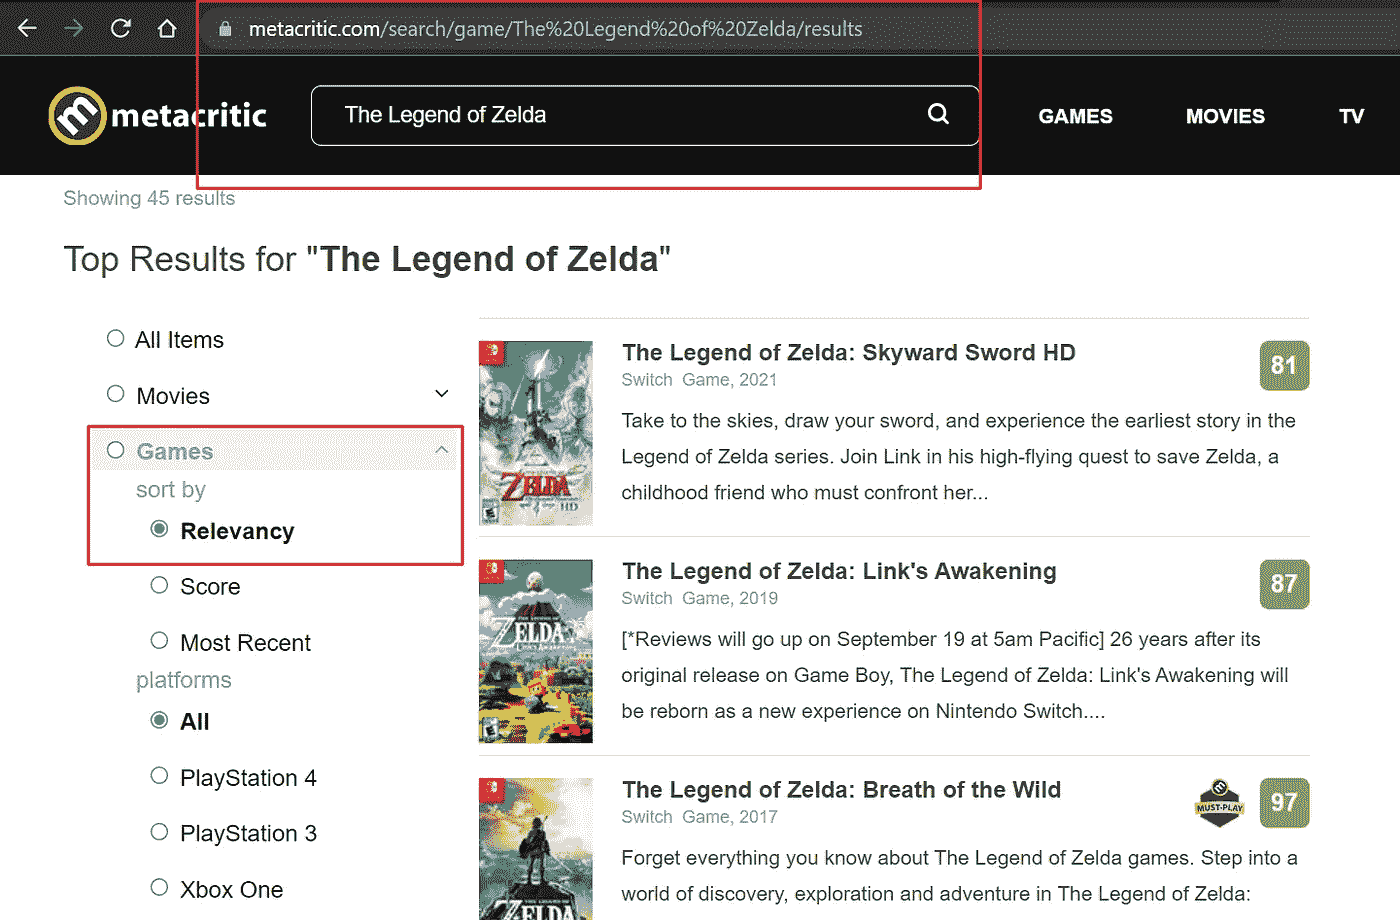 metacritic.com/search/game/The%20Legend%20of%20Zelda/results
metacritic
The Legend of Zelda
GAMES
MOVIES
TV
Showing 45 results
Top Results for "The Legend of Zelda"
All Items
Movies
Games
sort by
Relevancy
Score
Most Recent
platforms
All
PlayStation 4
PlayStation 3
Xbox One
The Legend of Zelda: Skyward Sword HD
Switch Game, 2021
81
Take to the skies, draw your sword, and experience the earliest story in the
Legend of Zelda series. Join Link in his high-flying quest to save Zelda, a
childhood friend who must confront her...
ZELDA
HD
The Legend of Zelda: Link's Awakening
Switch Game, 2019
87
[*Reviews will go up on September 19 at 5am Pacific] 26 years after its
original release on Game Boy, The Legend of Zelda: Link's Awakening will
be reborn as a new experience on Nintendo Switch....
ZELDA
The Legend of Zelda: Breath of the Wild
Switch Game, 2017
MUST-PLAY
97
Forget everything you know about The Legend of Zelda games. Step into a
world of discovery, exploration and adventure in The Legend of Zelda:
ZELDA